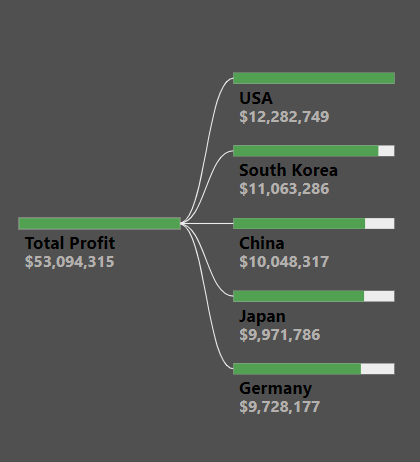 Total Profit
$53,094,315
USA
$12,282,749
South Korea
$11,063,286
China
$10,048,317
Japan
$9,971,786
Germany
$9,728,177